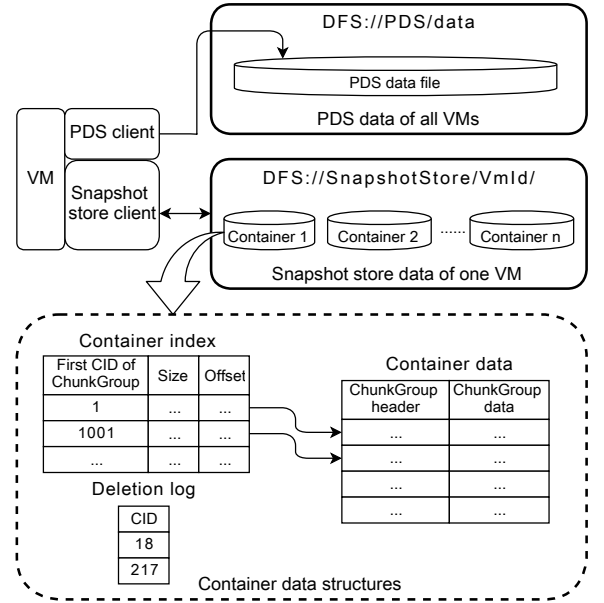 DFS://PDS/data
PDS data file
PDS data of all VMs
VM
PDS client
Snapshot
store client
DFS://SnapshotStore/VmId/
Container 1
Container 2
......
Container n
Snapshot store data of one VM
Container index
First CID of
ChunkGroup
Size
Offset
1
...
...
1001
...
...
...
...
...
Container data
ChunkGroup
header
ChunkGroup
data
...
...
...
...
...
...
...
...
Deletion log
CID
18
217
Container data structures